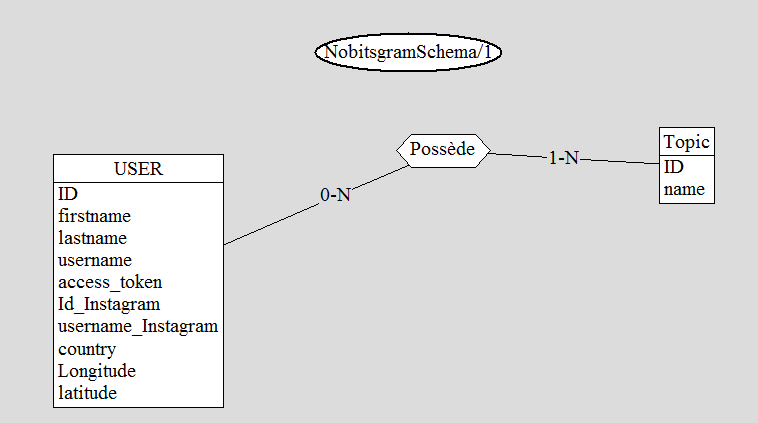 NobitsgramSchema/1
Possède
1-N
0-N
Topic
ID
name
USER
ID
firstname
lastname
username
access_token
Id_Instagram
username_Instagram
country
Longitude
latitude